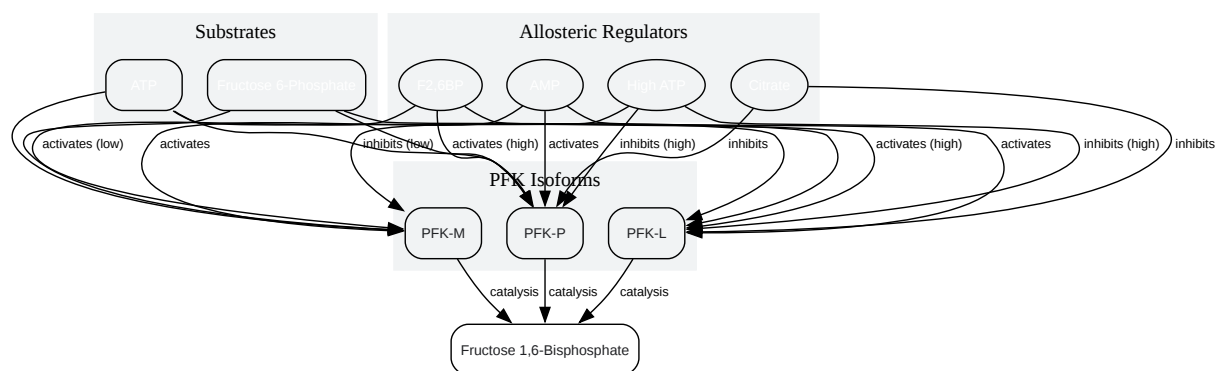 Substrates
Allosteric Regulators
ATP
Fructose 6-Phosphate
F2,6BP
AMP
High ATP
Citrate
activates (low)
activates
inhibits (low)
activates (high)
activates
inhibits (high)
inhibits
activates (high)
activates
inhibits (high)
inhibits
PFK Isoforms
PFK-M
PFK-P
PFK-L
catalysis
catalysis
catalysis
Fructose 1,6-Bisphosphate